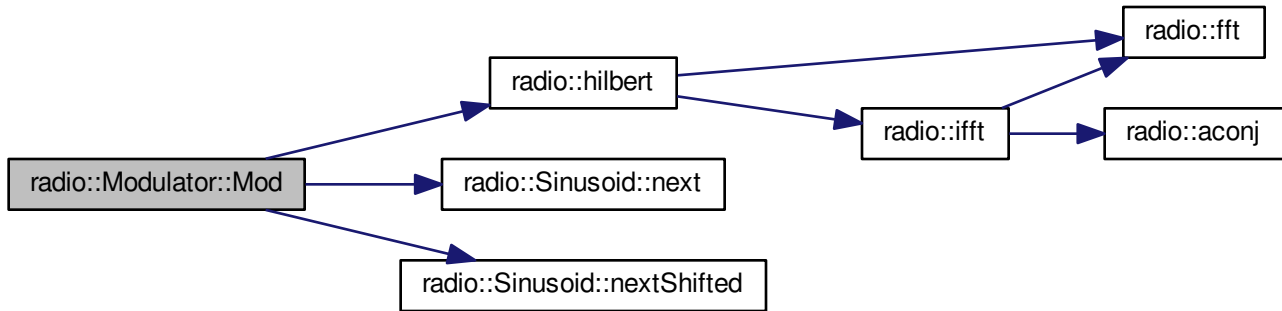 radio::fft
radio::hilbert
radio::ifft
radio::aconj
radio::Modulator::Mod
radio::Sinusoid::next
radio::Sinusoid::nextShifted